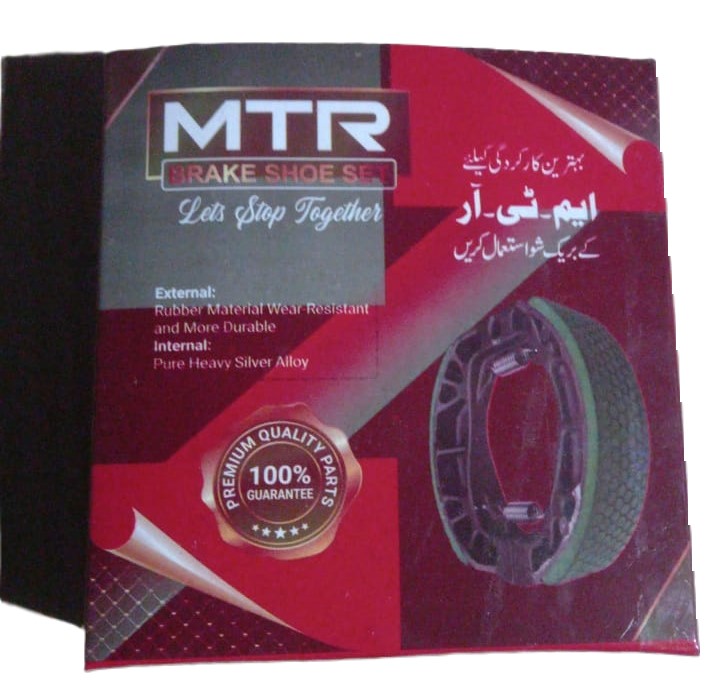 MTR
BRAKE SHOE SET
Lets Stop Together
بہترین کارکردگی کیلئے
ایم۔ٹی۔آر
کے بریک شو استعمال کریں
External:
Rubber Material Wear-Resistant
and More Durable
Internal:
Pure Heavy Silver Alloy
PREMIUM QUALITY PARTS
100%
GUARANTEE